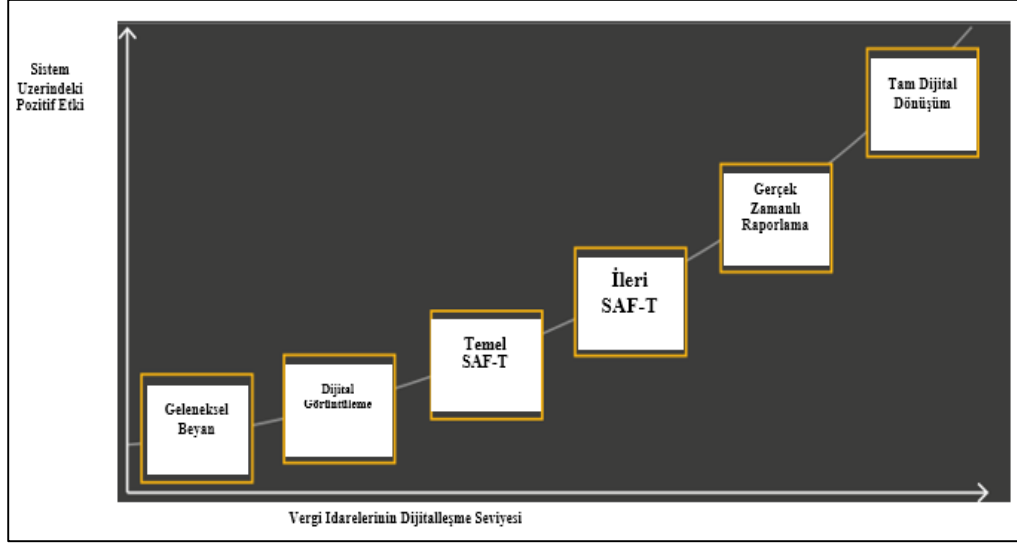 Sistem
Uzerindeki
Pozitif Etki
Tam Dijital
Dönüşüm
Gerçek
Zamanlı
Raporlama
İleri
SAF-T
Temel
SAF-T
Dijital
Görüntüleme
Geleneksel
Beyan
Vergi Idarelerinin Dijitalleşme Seviyesi